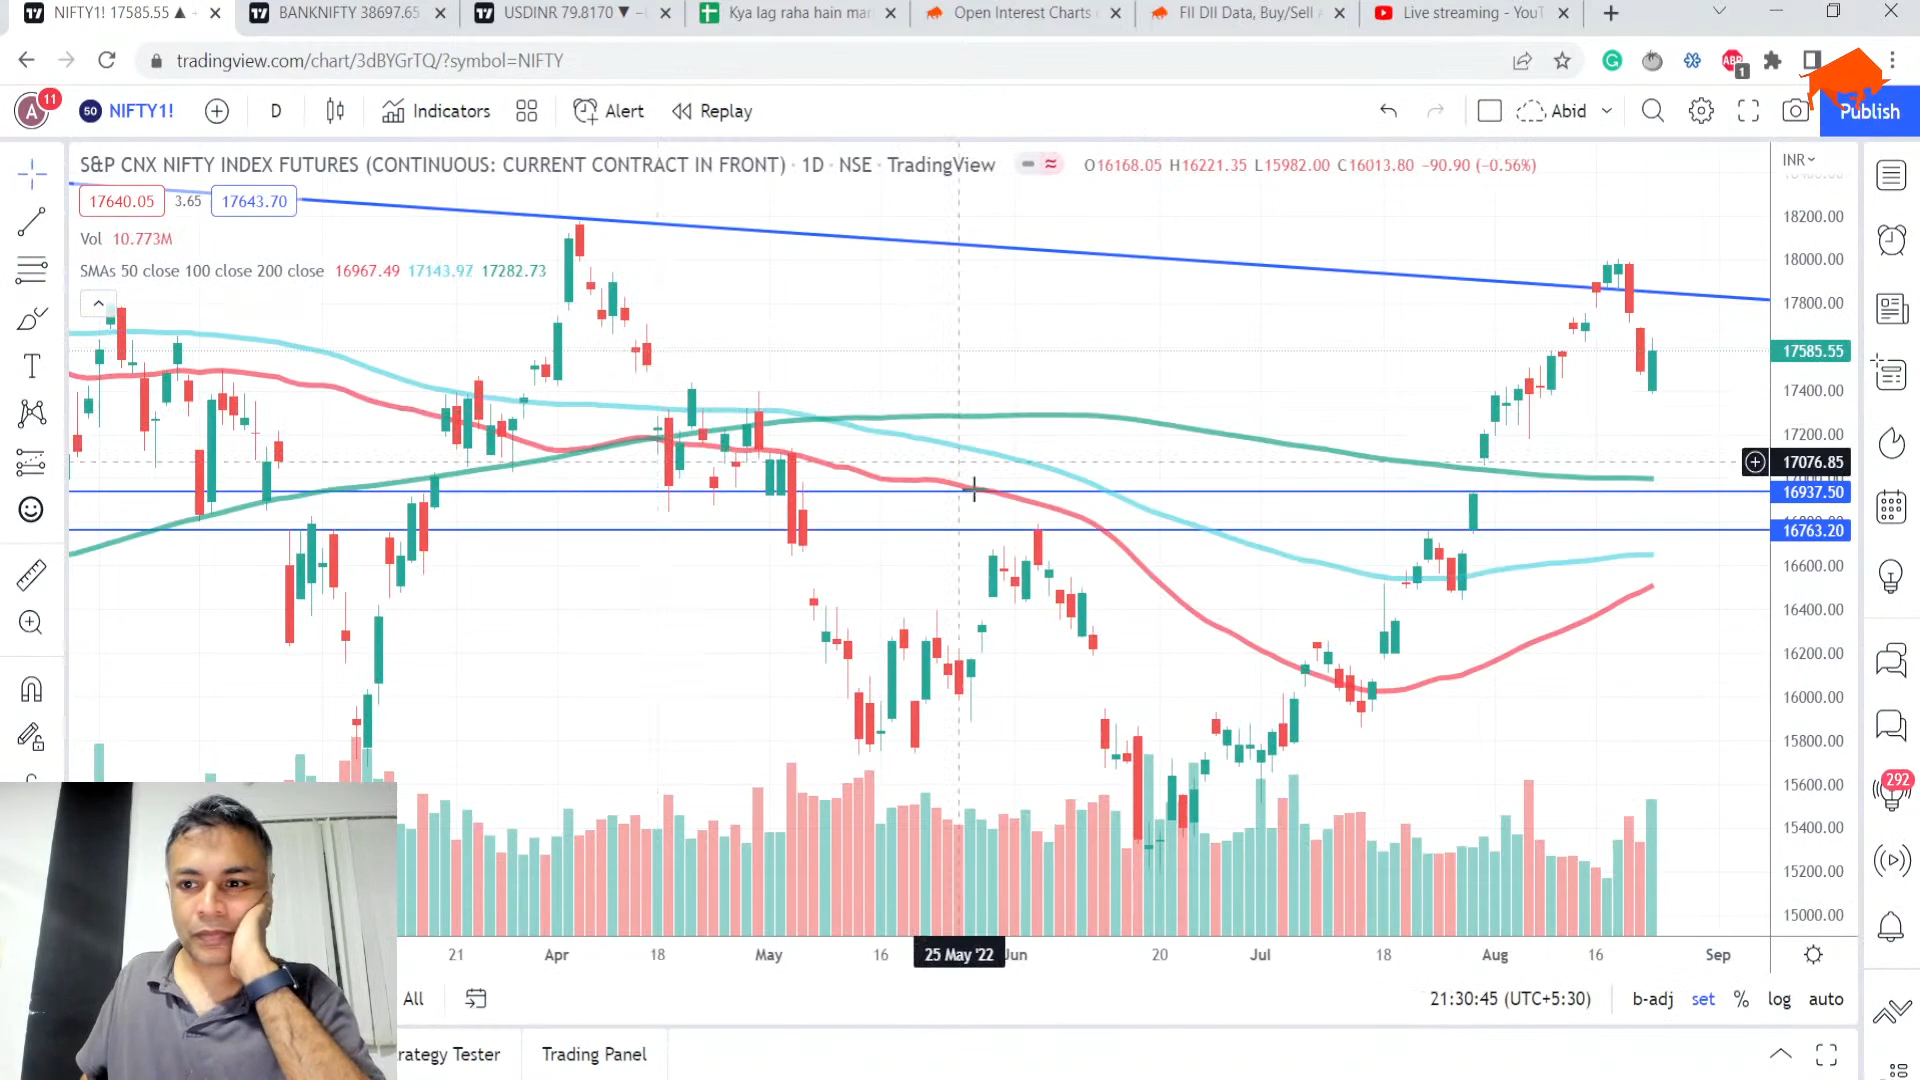 NIFTY1! 17585.55 ▲
BANKNIFTY 38697.65
USDINR 79.8170 ▼
Kya lag raha hain mar
Open Interest Charts
FII DII Data, Buy/Sell
Live streaming - YouT
tradingview.com/chart/3dBYGrTQ/?symbol=NIFTY
ABP
1
A
11
50
NIFTY1!
D
Indicators
Alert
Replay
Abid
Publish
S&P CNX NIFTY INDEX FUTURES (CONTINUOUS: CURRENT CONTRACT IN FRONT) · 1D · NSE · TradingView
O16168.05 H16221.35 L15982.00 C16013.80 -90.90 (-0.56%)
INR
17640.05
3.65
17643.70
Vol 10.773M
SMAs 50 close 100 close 200 close 16967.49 17143.97 17282.73
18200.00
18000.00
17800.00
17585.55
17400.00
17200.00
17076.85
16937.50
16763.20
16600.00
16400.00
16200.00
16000.00
15800.00
15600.00
15400.00
15200.00
15000.00
292
21
Apr
18
May
16
25 May '22
Jun
20
Jul
18
Aug
16
Sep
All
21:30:45 (UTC+5:30)
b-adj
set
%
log
auto
rategy Tester
Trading Panel